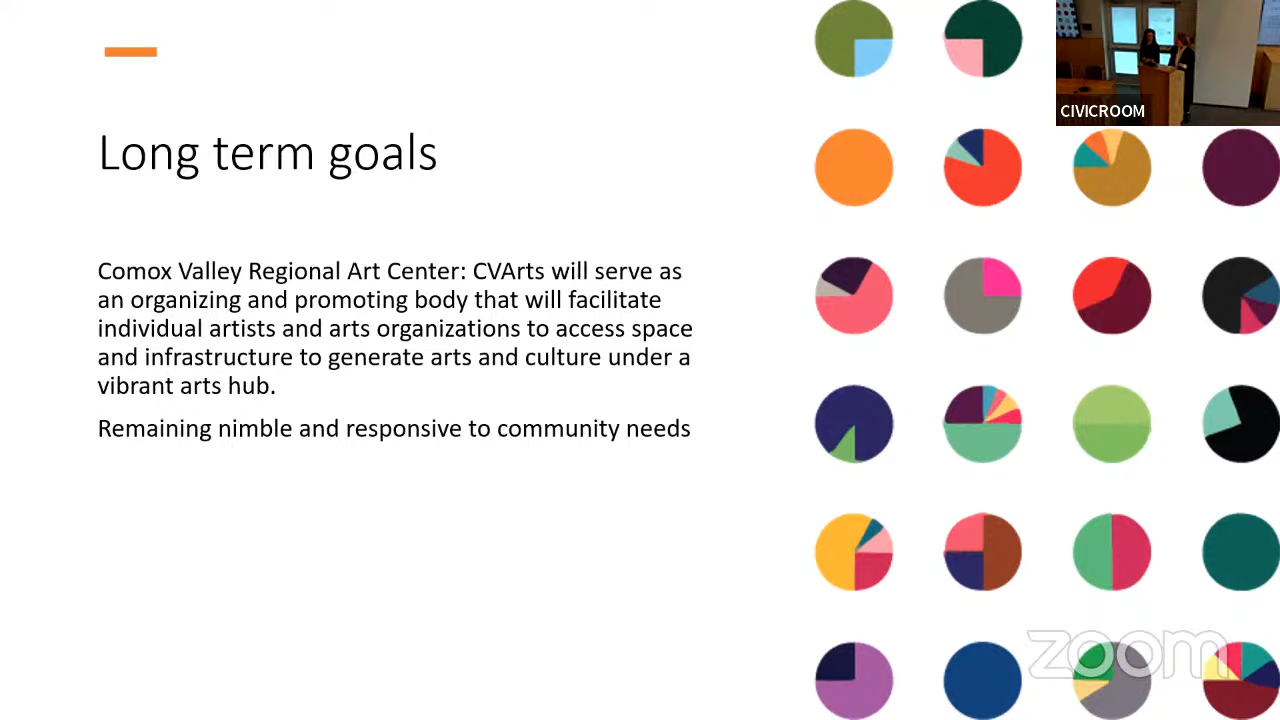 CIVICROOM
Long term goals
Comox Valley Regional Art Center: CVArts will serve as
an organizing and promoting body that will facilitate
individual artists and arts organizations to access space
and infrastructure to generate arts and culture under a
vibrant arts hub.
Remaining nimble and responsive to community needs
zoom